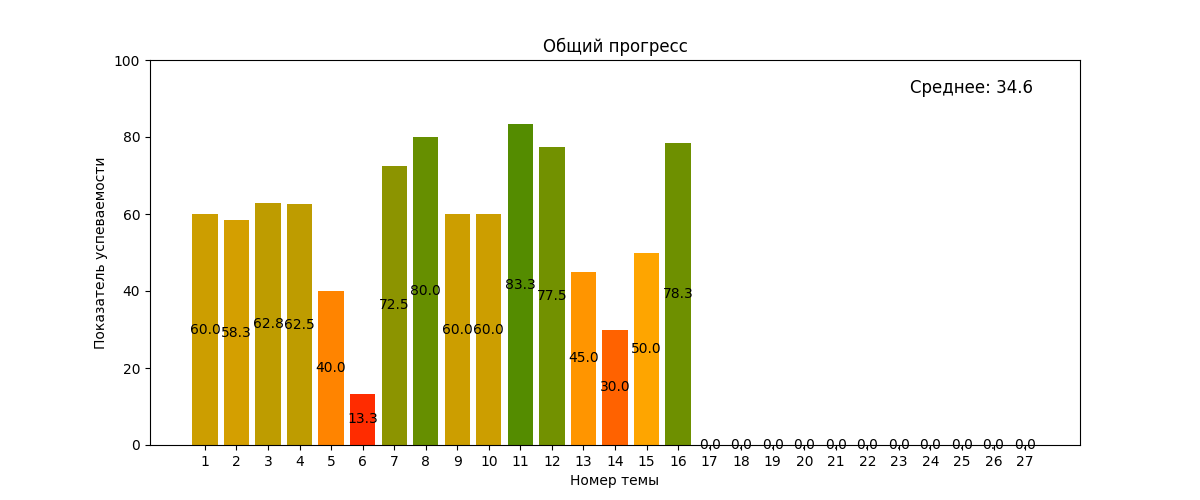 Общий прогресс
Среднее: 34.6
Показатель успеваемости
100
80
60
40
20
0
60.0 58.3 62.8 62.5 40.0 13.3 72.5 80.0 60.0 60.0 83.3 77.5 45.0 30.0 50.0 78.3 0.0 0.0 0.0 0.0 0.0 0.0 0.0 0.0 0.0 0.0 0.0
1 2 3 4 5 6 7 8 9 10 11 12 13 14 15 16 17 18 19 20 21 22 23 24 25 26 27
Номер темы